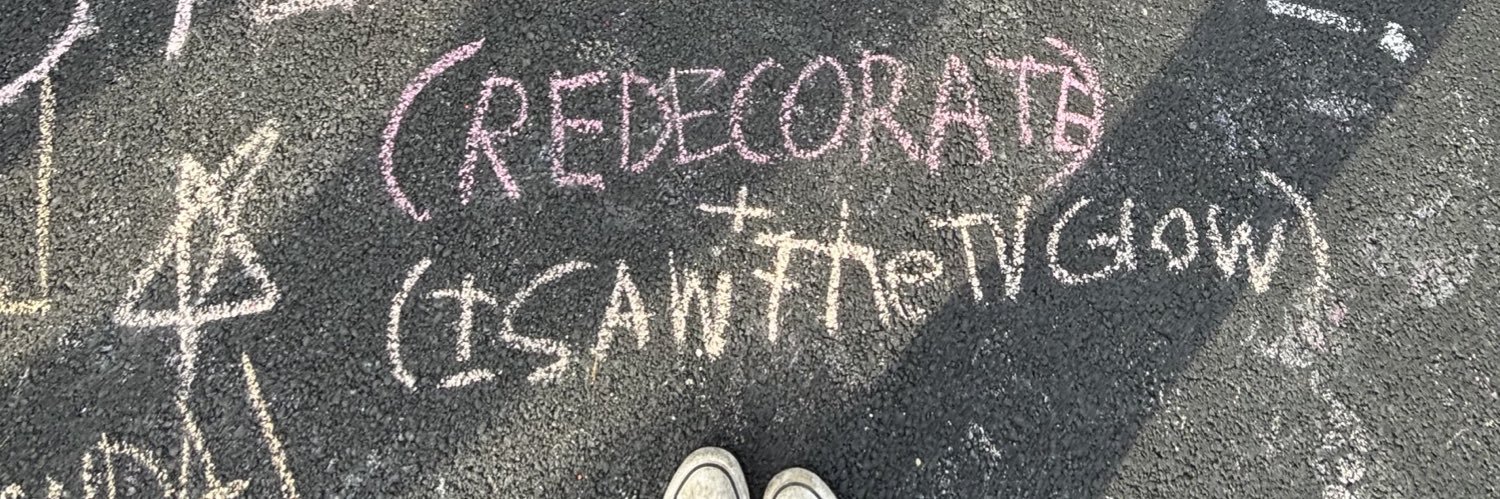 (REDECORATE)
+
(I SAW the TV GLOW)